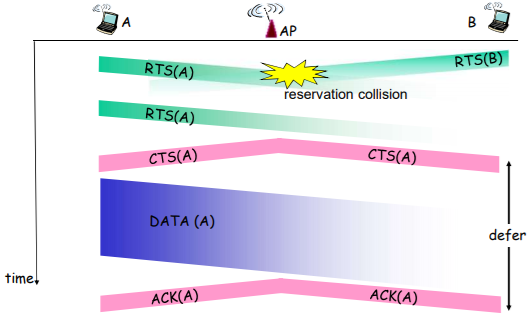 A
AP
B
RTS(A)
RTS(B)
reservation collision
RTS(A)
CTS(A)
CTS(A)
DATA (A)
defer
time
ACK(A)
ACK(A)